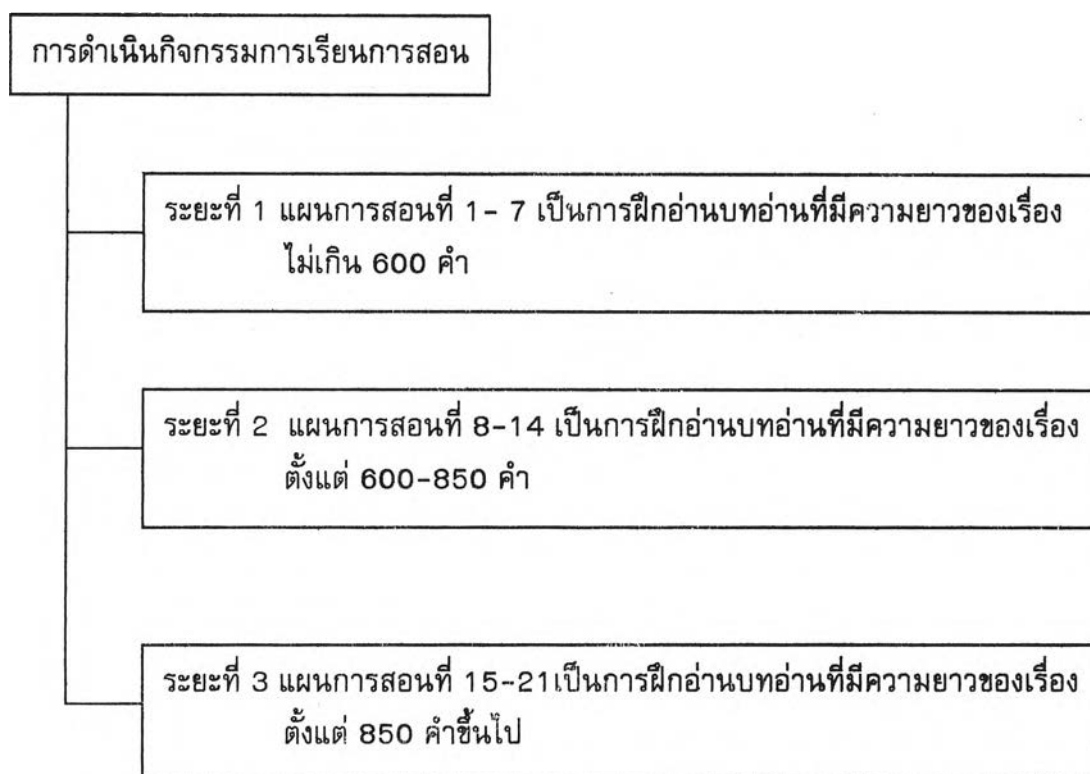 การดำเนินกิจกรรมการเรียนการสอน
ระยะที่ 1 แผนการสอนที่ 1- 7 เป็นการฝึกอ่านบทอ่านที่มีความยาวของเรื่อง
ไม่เกิน 600 คำ
ระยะที่ 2 แผนการสอนที่ 8-14 เป็นการฝึกอ่านบทอ่านที่มีความยาวของเรื่อง
ตั้งแต่ 600-850 คำ
ระยะที่ 3 แผนการสอนที่ 15-21เป็นการฝึกอ่านบทอ่านที่มีความยาวของเรื่อง
ตั้งแต่ 850 คำขึ้นไป